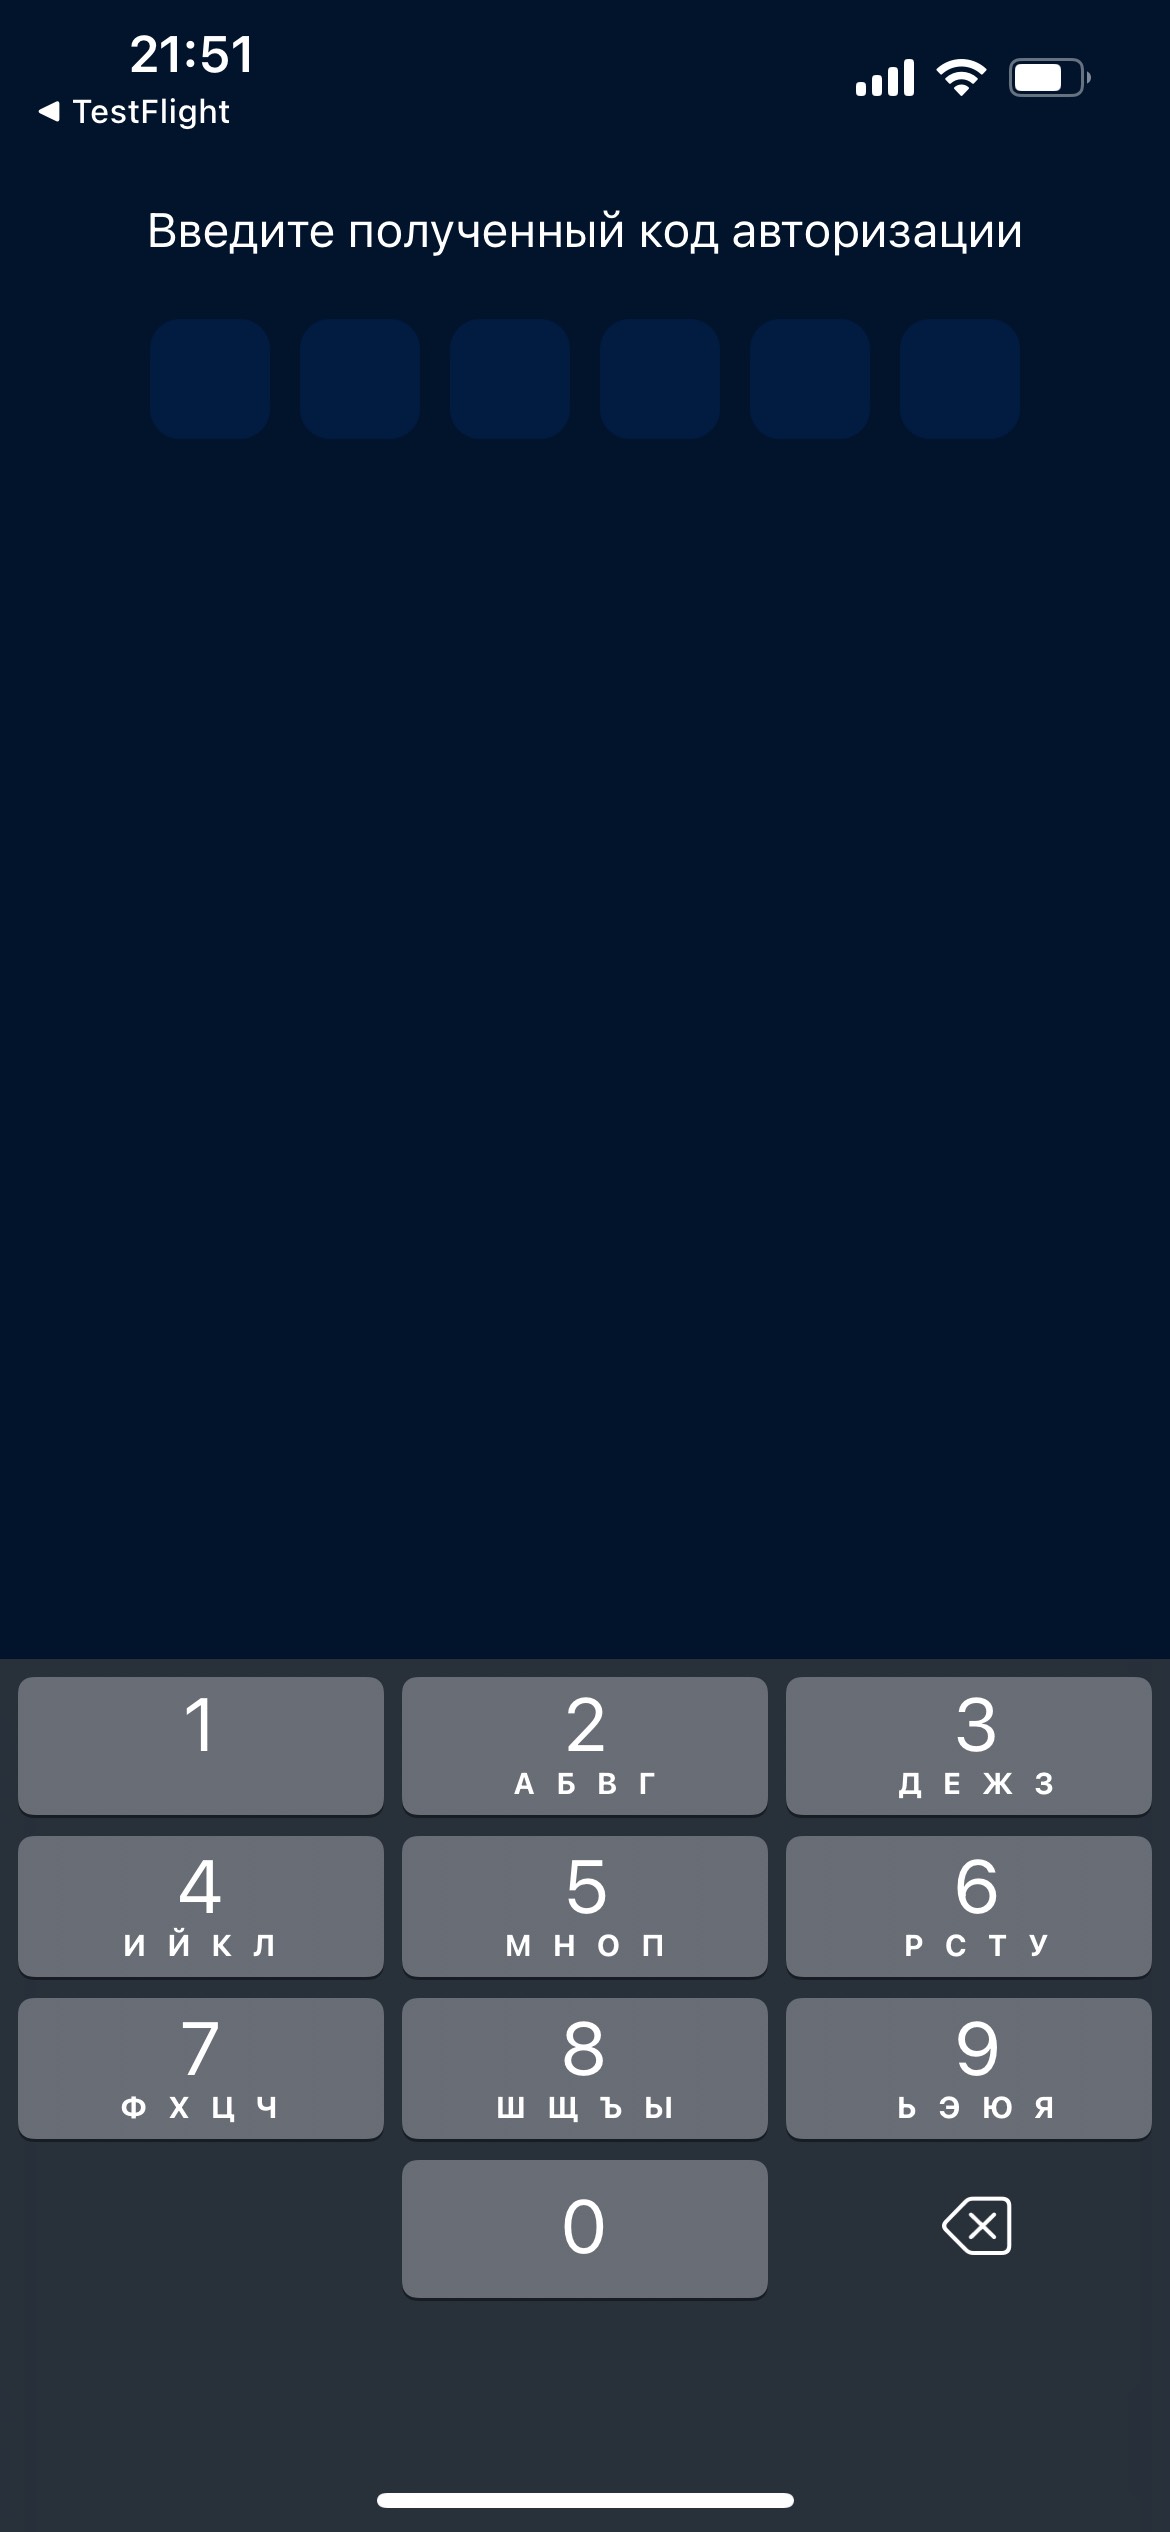 21:51
TestFlight
Введите полученный код авторизации
1
2
3
А Б В Г
Д Е Ж З
4
5
6
И Й К Л
М Н О П
Р С Т У
7
8
9
Ф Х Ц Ч
Ш Щ Ъ Ы
Ь Э Ю Я
0